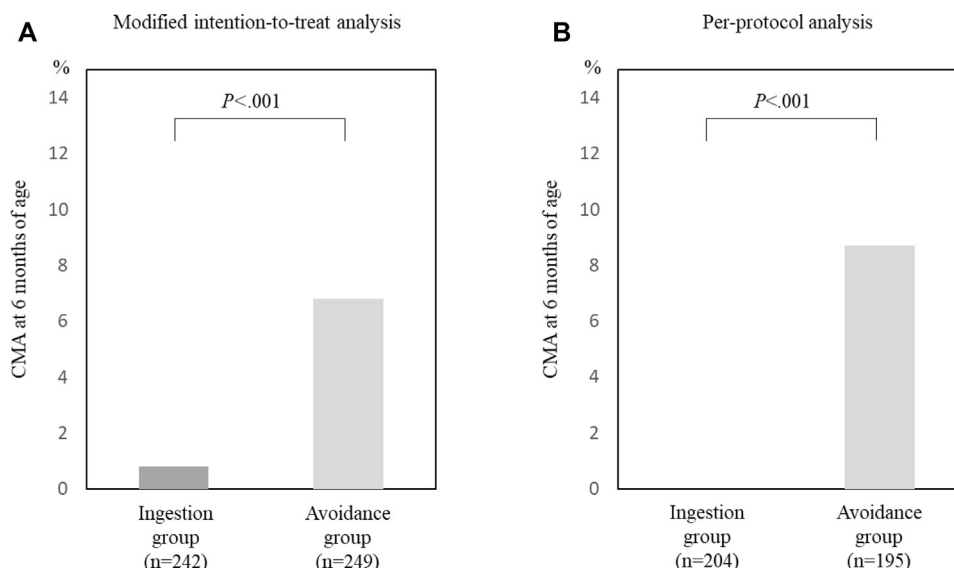 A
Modified intention-to-treat analysis
%
14
12
10
8
6
4
2
0
CMA at 6 months of age
P<.001
Ingestion
group
(n=242)
Avoidance
group
(n=249)
B
Per-protocol analysis
%
14
12
10
8
6
4
2
0
CMA at 6 months of age
P<.001
Ingestion
group
(n=204)
Avoidance
group
(n=195)